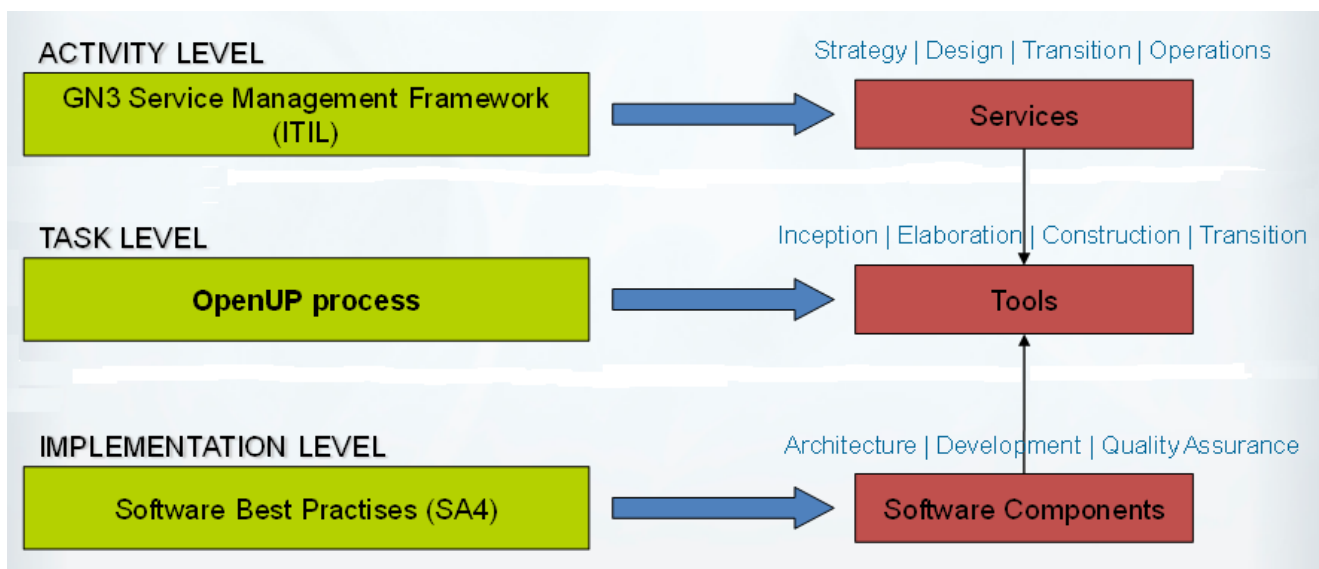 ACTIVITY LEVEL
Strategy | Design | Transition | Operations
GN3 Service Management Framework
(ITIL)
Services
TASK LEVEL
Inception | Elaboration | Construction | Transition
OpenUP process
Tools
IMPLEMENTATION LEVEL
Architecture | Development | Quality Assurance
Software Best Practises (SA4)
Software Components